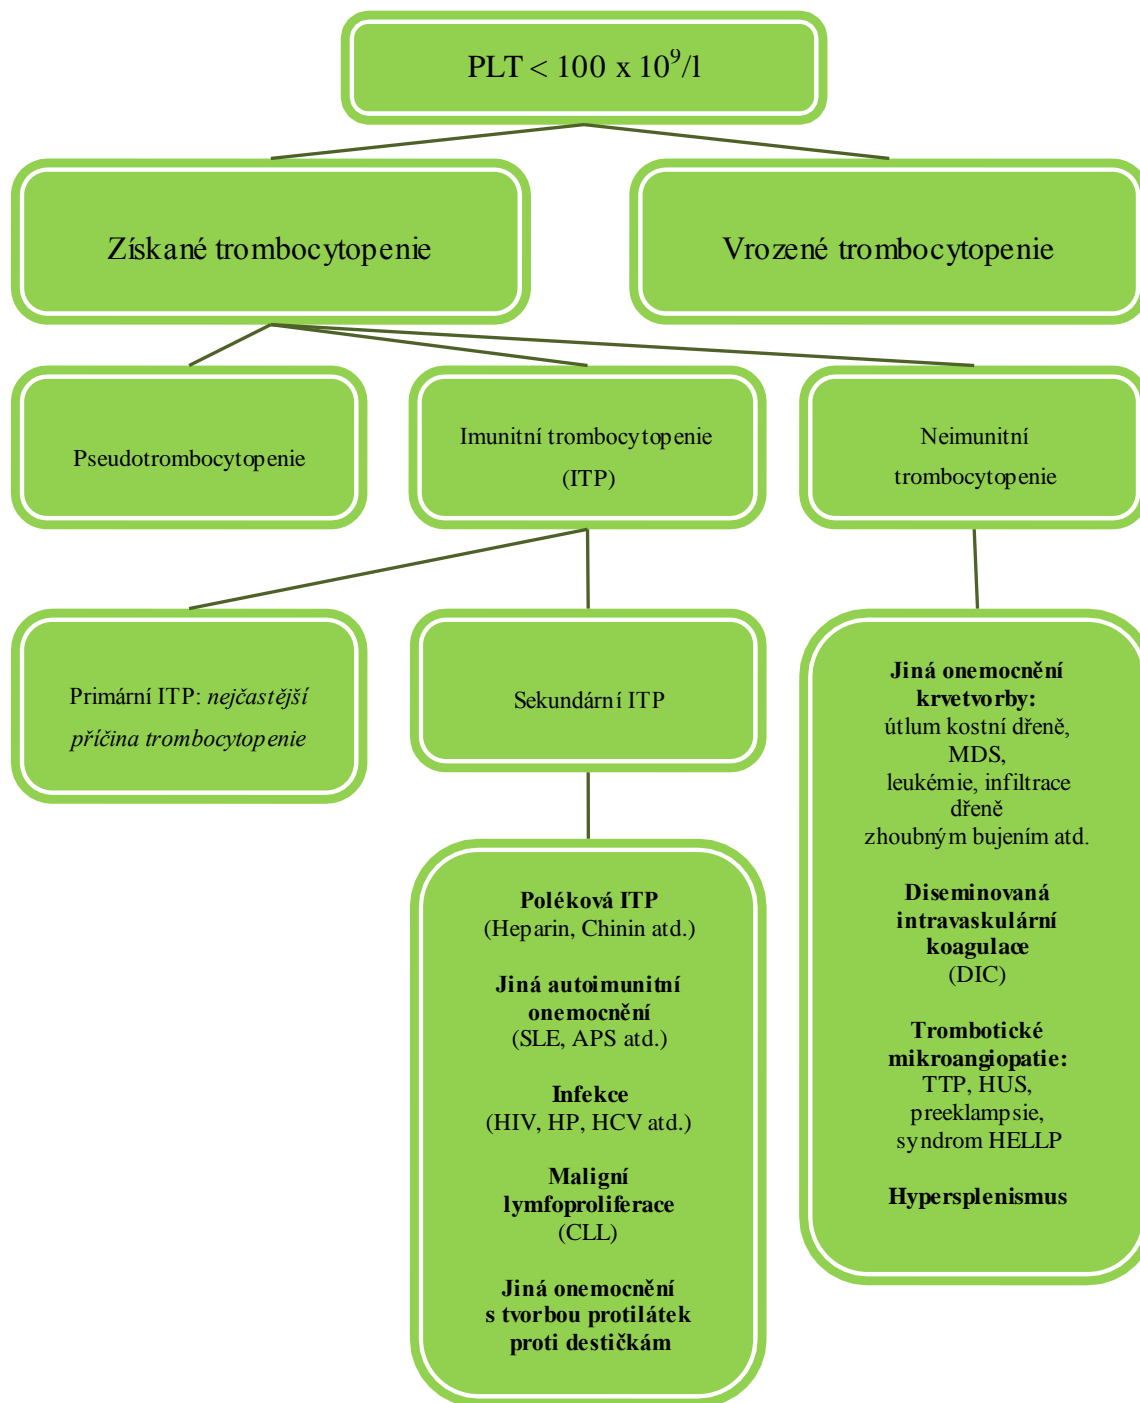 PLT < 100 x 10⁹/l
Získané trombocytopenie
Vrozené trombocytopenie
Pseudotrombocytopenie
Imunitní trombocytopenie
(ITP)
Neimunitní
trombocytopenie
Primární ITP: nejčastější
příčina trombocytopenie
Sekundární ITP
Poléková ITP
(Heparin, Chinin atd.)
Jiná autoimunitní
onemocnění
(SLE, APS atd.)
Infekce
(HIV, HP, HCV atd.)
Maligní
lymfoproliferace
(CLL)
Jiná onemocnění
s tvorbou protilátek
proti destičkám
Jiná onemocnění
krvetvorby:
útlum kostní dřeně,
MDS,
leukémie, infiltrace
dřeně
zhoubným bujením atd.
Diseminovaná
intravaskulární
koagulace
(DIC)
Trombotické
mikroangiopatie:
TTP, HUS,
preeklampsie,
syndrom HELLP
Hypersplenismus